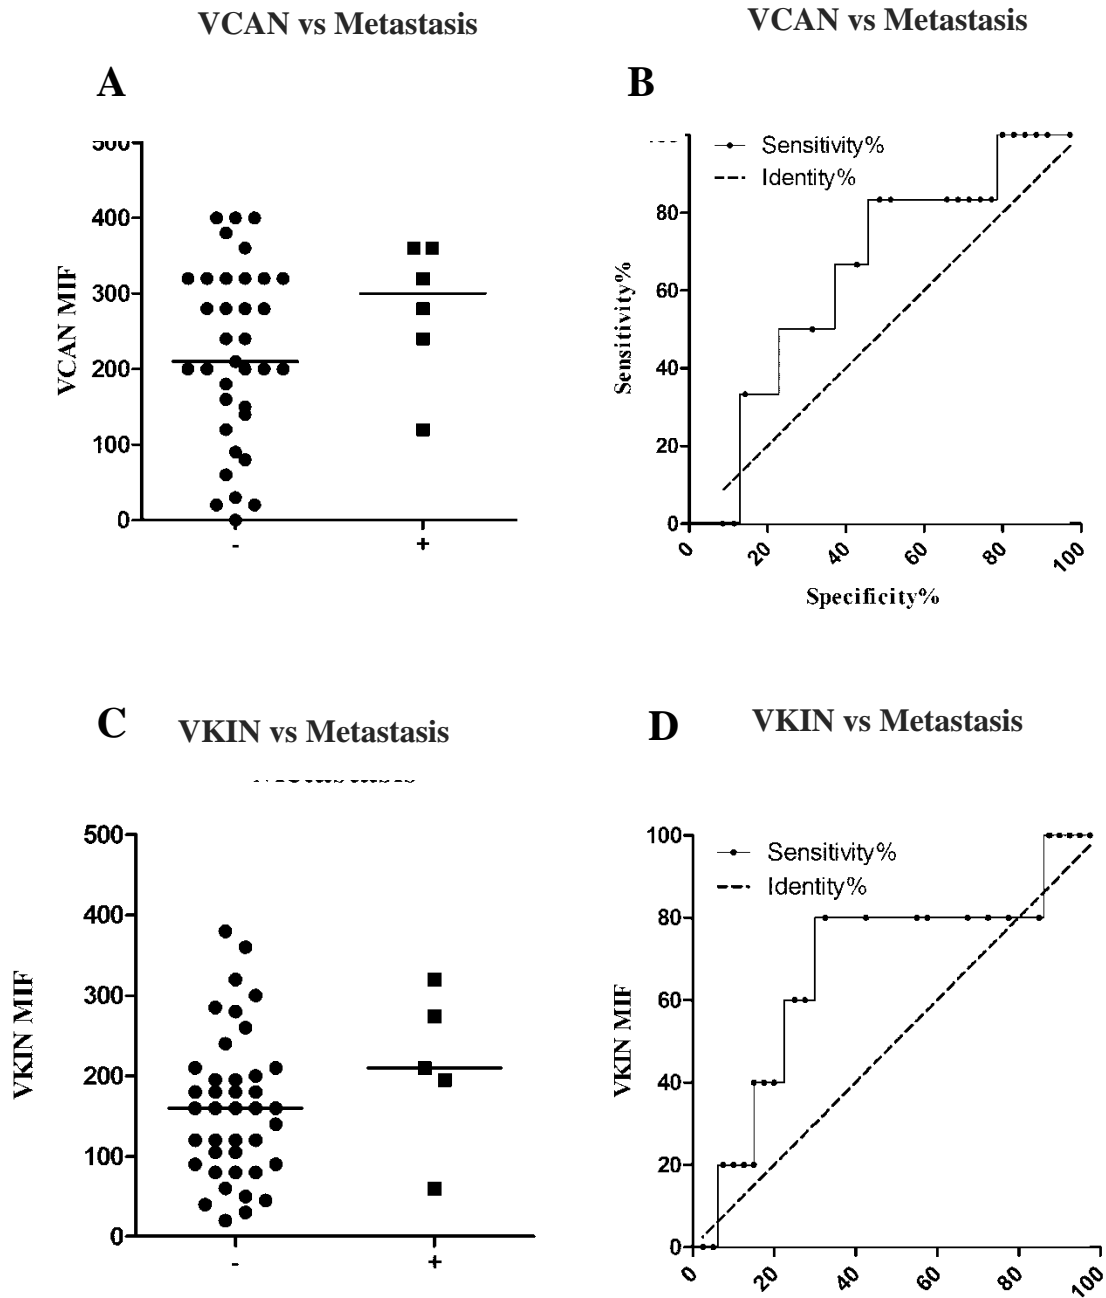 VCAN vs Metastasis
VCAN vs Metastasis
A
B
500
400
300
200
100
0
VCAN MIF
-
+
Sensitivity%
Identity%
80
60
40
20
0
Sensitivity%
0 20 40 60 80 100
Specificity%
C
VKIN vs Metastasis
D
VKIN vs Metastasis
500
400
300
200
100
0
VKIN MIF
-
+
Sensitivity%
Identity%
100
80
60
40
20
0
VKIN MIF
0 20 40 60 80 100